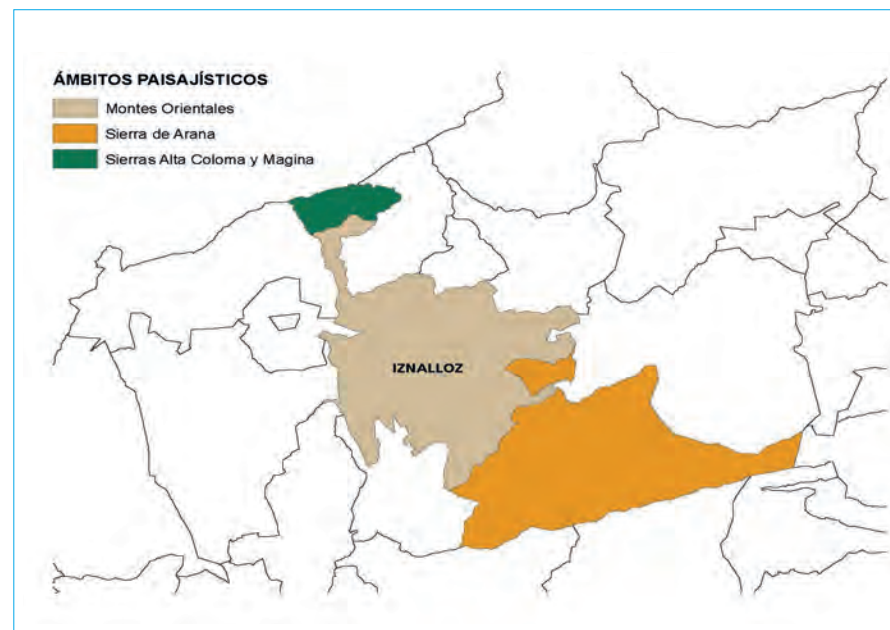 ÁMBITOS PAISAJÍSTICOS
Montes Orientales
Sierra de Arana
Sierras Alta Coloma y Magina
IZNALLOZ